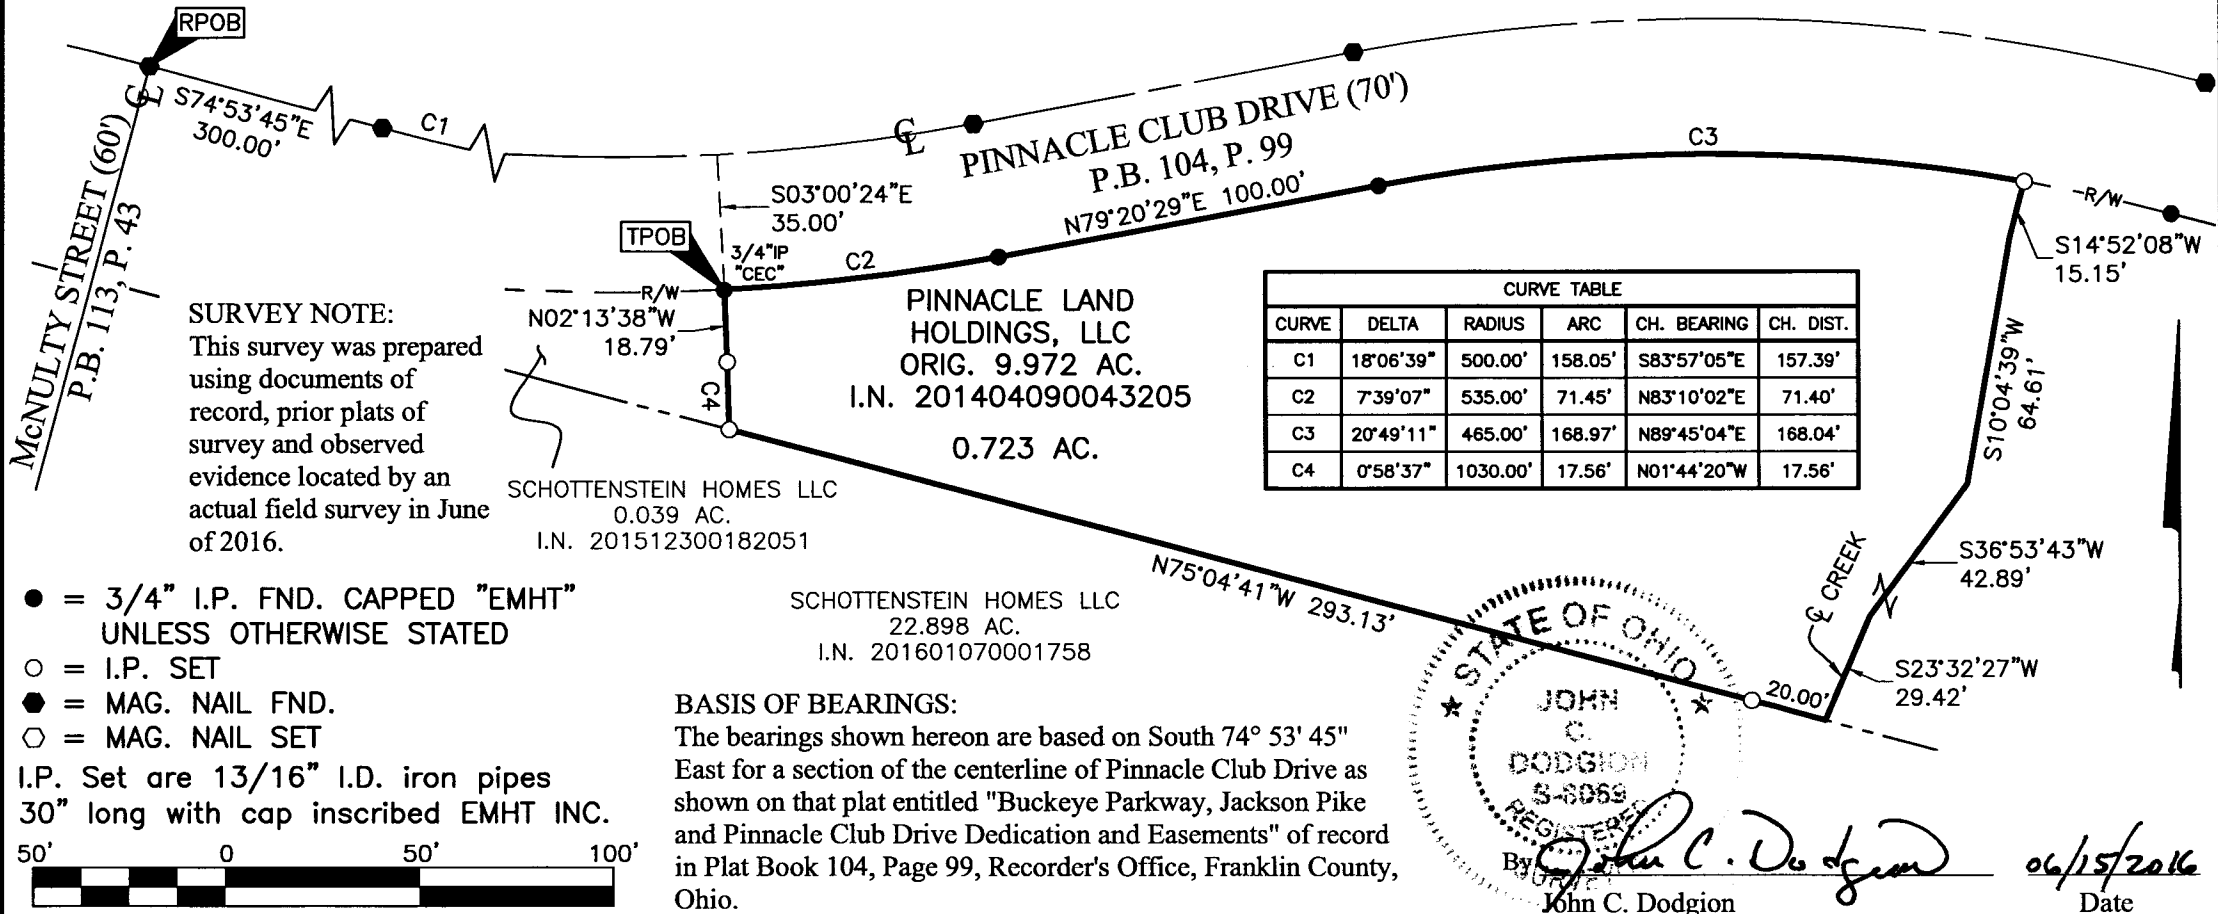 RPOB
S74°53'45"E
300.00'
C1
McNULTY STREET (60')
P.B. 113, P. 43
℄
℄
PINNACLE CLUB DRIVE (70')
P.B. 104, P. 99
S03°00'24"E
35.00'
TPOB
3/4"IP
"CEC"
C2
N79°20'29"E 100.00'
C3
R/W
R/W
S14°52'08"W
15.15'
N02°13'38"W
18.79'
C4
PINNACLE LAND
HOLDINGS, LLC
ORIG. 9.972 AC.
I.N. 201404090043205
0.723 AC.
CURVE TABLE
CURVE DELTA RADIUS ARC CH. BEARING CH. DIST.
C1 18°06'39" 500.00' 158.05' S83°57'05"E 157.39'
C2 7°39'07" 535.00' 71.45' N83°10'02"E 71.40'
C3 20°49'11" 465.00' 168.97' N89°45'04"E 168.04'
C4 0°58'37" 1030.00' 17.56' N01°44'20"W 17.56'
S10°04'39"W
64.61'
S36°53'43"W
42.89'
℄ CREEK
S23°32'27"W
29.42'
N75°04'41"W 293.13'
20.00'
SURVEY NOTE:
This survey was prepared
using documents of
record, prior plats of
survey and observed
evidence located by an
actual field survey in June
of 2016.
SCHOTTENSTEIN HOMES LLC
0.039 AC.
I.N. 201512300182051
SCHOTTENSTEIN HOMES LLC
22.898 AC.
I.N. 201601070001758
● = 3/4" I.P. FND. CAPPED "EMHT"
UNLESS OTHERWISE STATED
○ = I.P. SET
⬢ = MAG. NAIL FND.
⬡ = MAG. NAIL SET
I.P. Set are 13/16" I.D. iron pipes
30" long with cap inscribed EMHT INC.
50' 0 50' 100'
BASIS OF BEARINGS:
The bearings shown hereon are based on South 74° 53' 45"
East for a section of the centerline of Pinnacle Club Drive as
shown on that plat entitled "Buckeye Parkway, Jackson Pike
and Pinnacle Club Drive Dedication and Easements" of record
in Plat Book 104, Page 99, Recorder's Office, Franklin County,
Ohio.
★ STATE OF OHIO ★
JOHN
C.
DODGION
S-8069
REGISTERED
By John C. Dodgion
John C. Dodgion
06/15/2016
Date